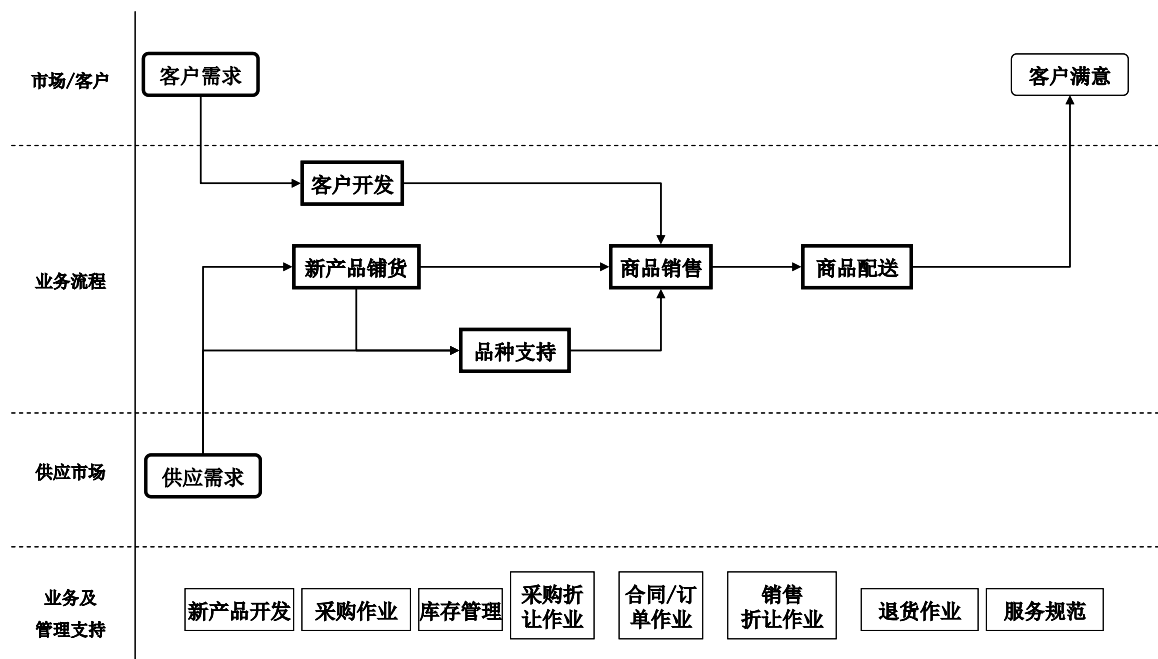 市场/客户
客户需求
客户满意
客户开发
业务流程
新产品铺货
商品销售
商品配送
品种支持
供应市场
供应需求
业务及
管理支持
新产品开发
采购作业
库存管理
采购折
让作业
合同/订
单作业
销售
折让作业
退货作业
服务规范